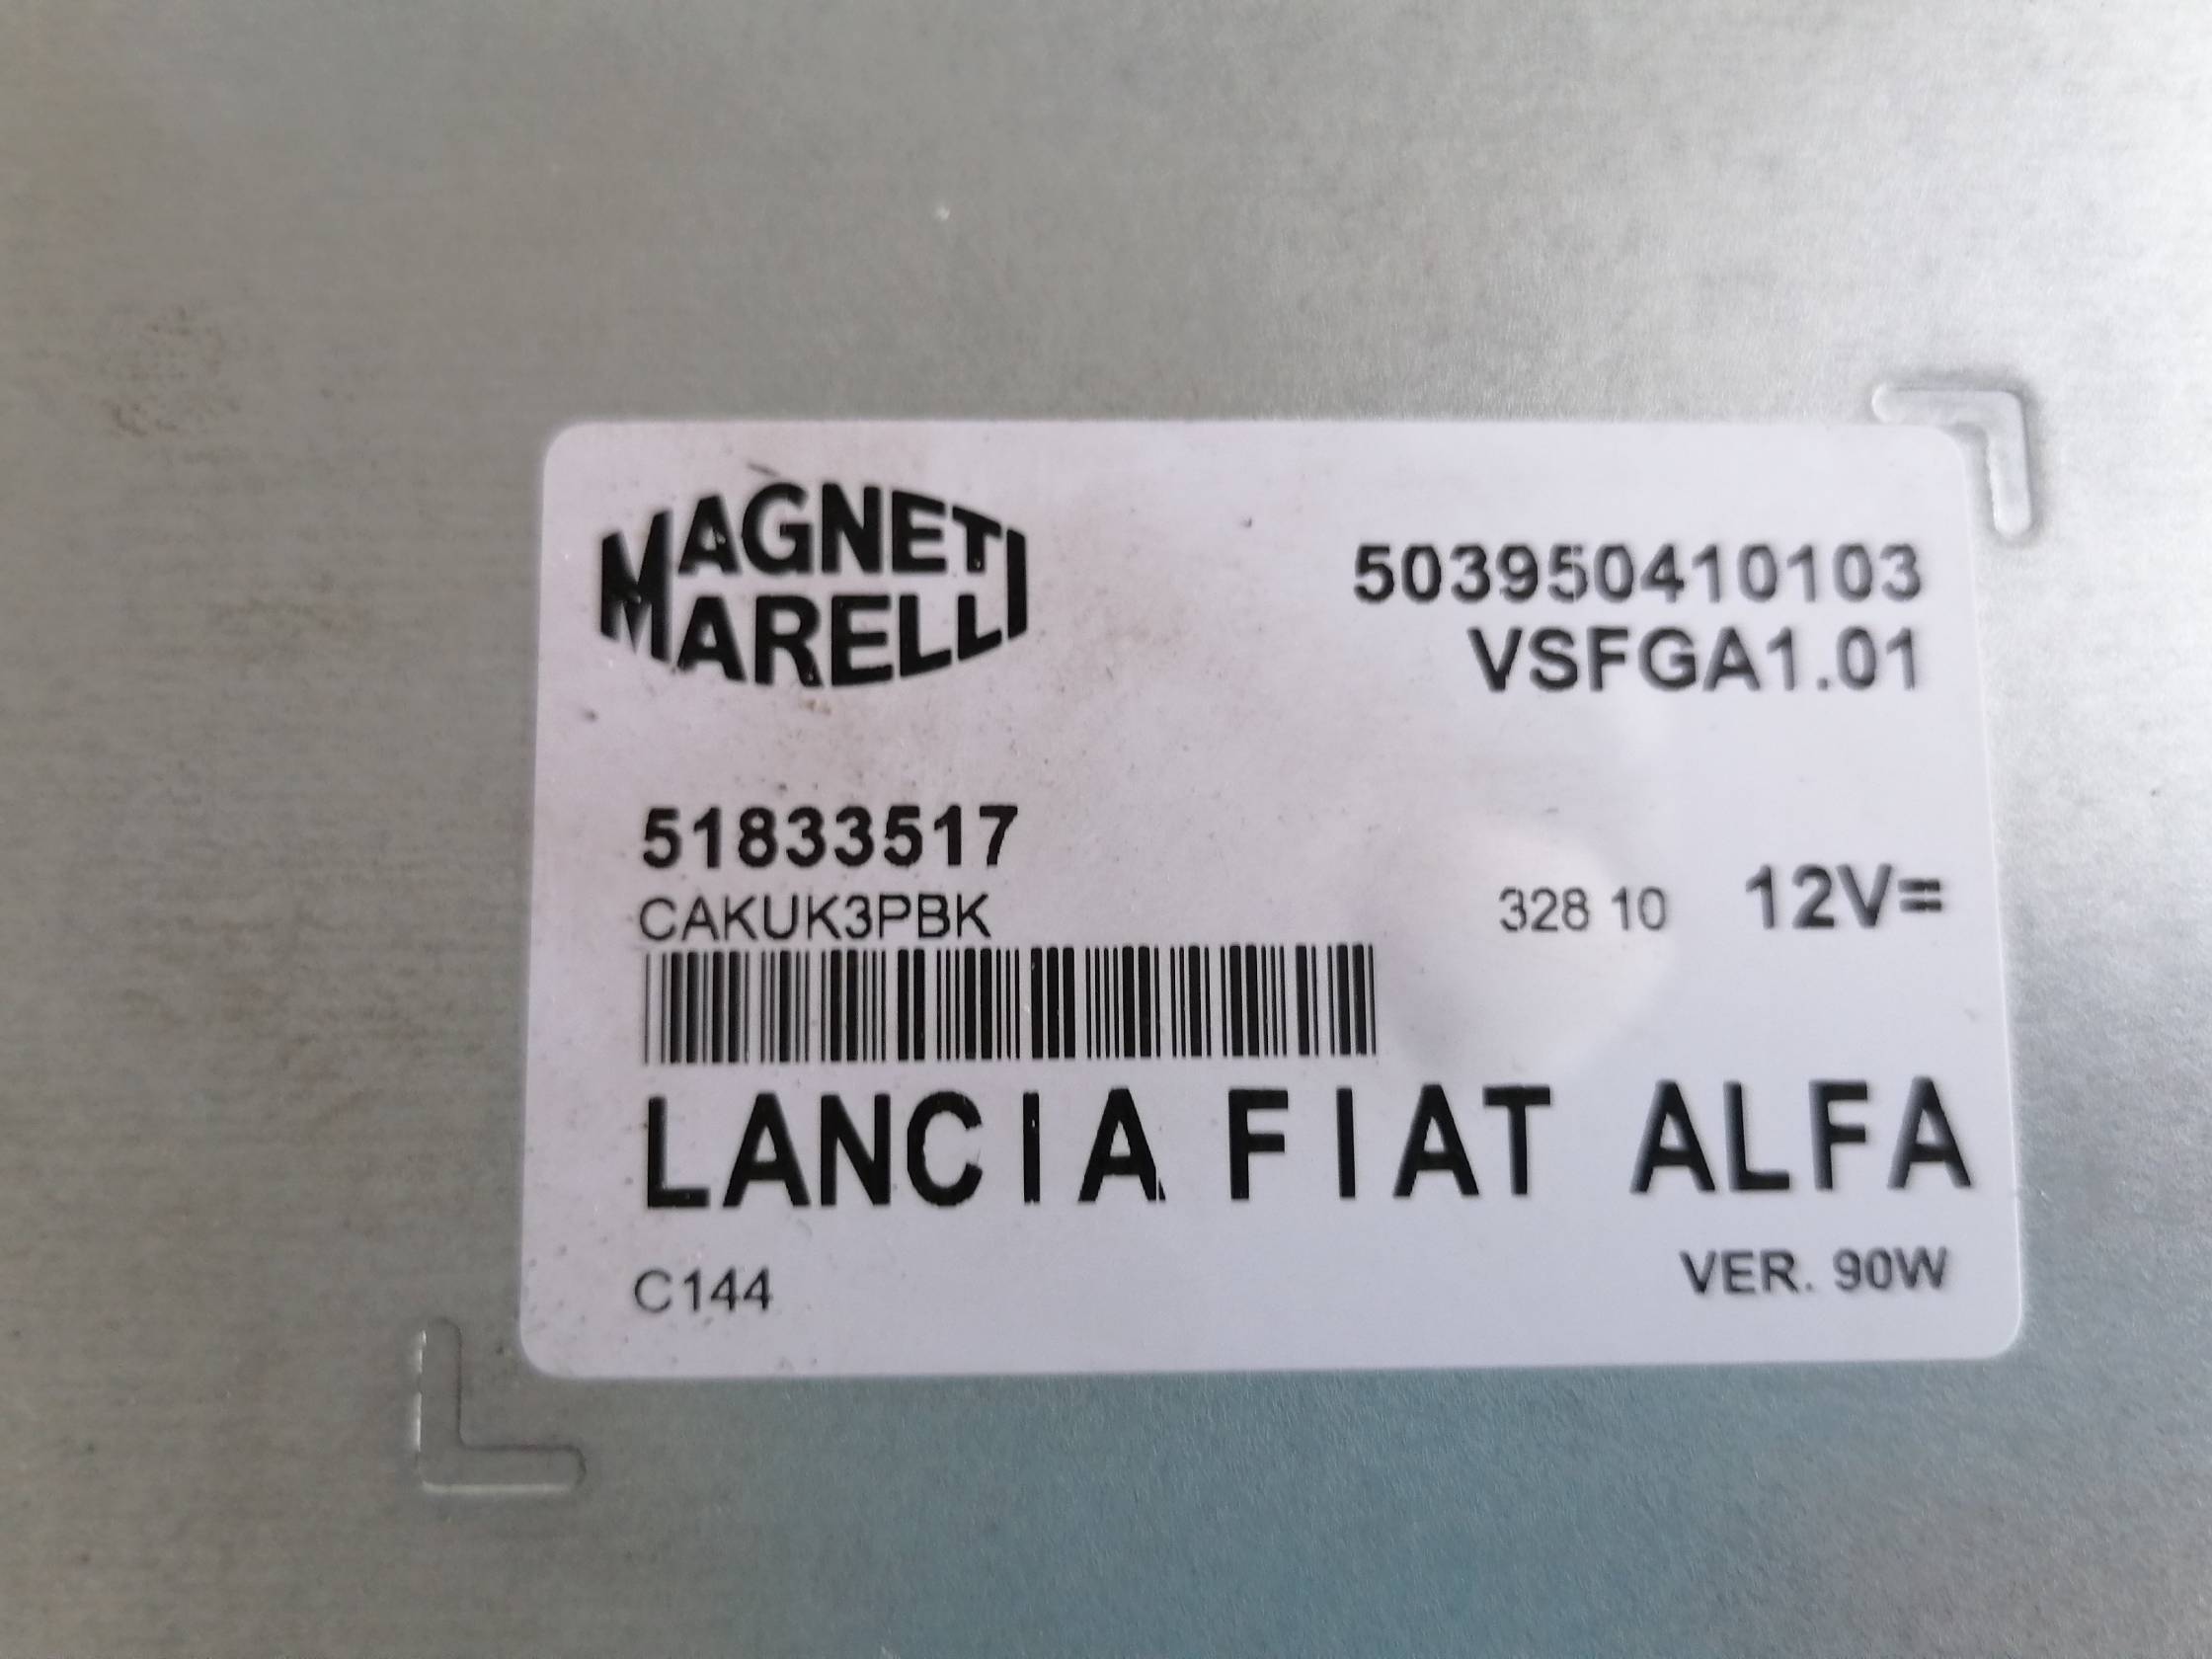 MAGNETI
MARELLI
503950410103
VSFGA1.01
51833517
CAKUK3PBK
328 10 12V=
LANCIA FIAT ALFA
C144
VER. 90W